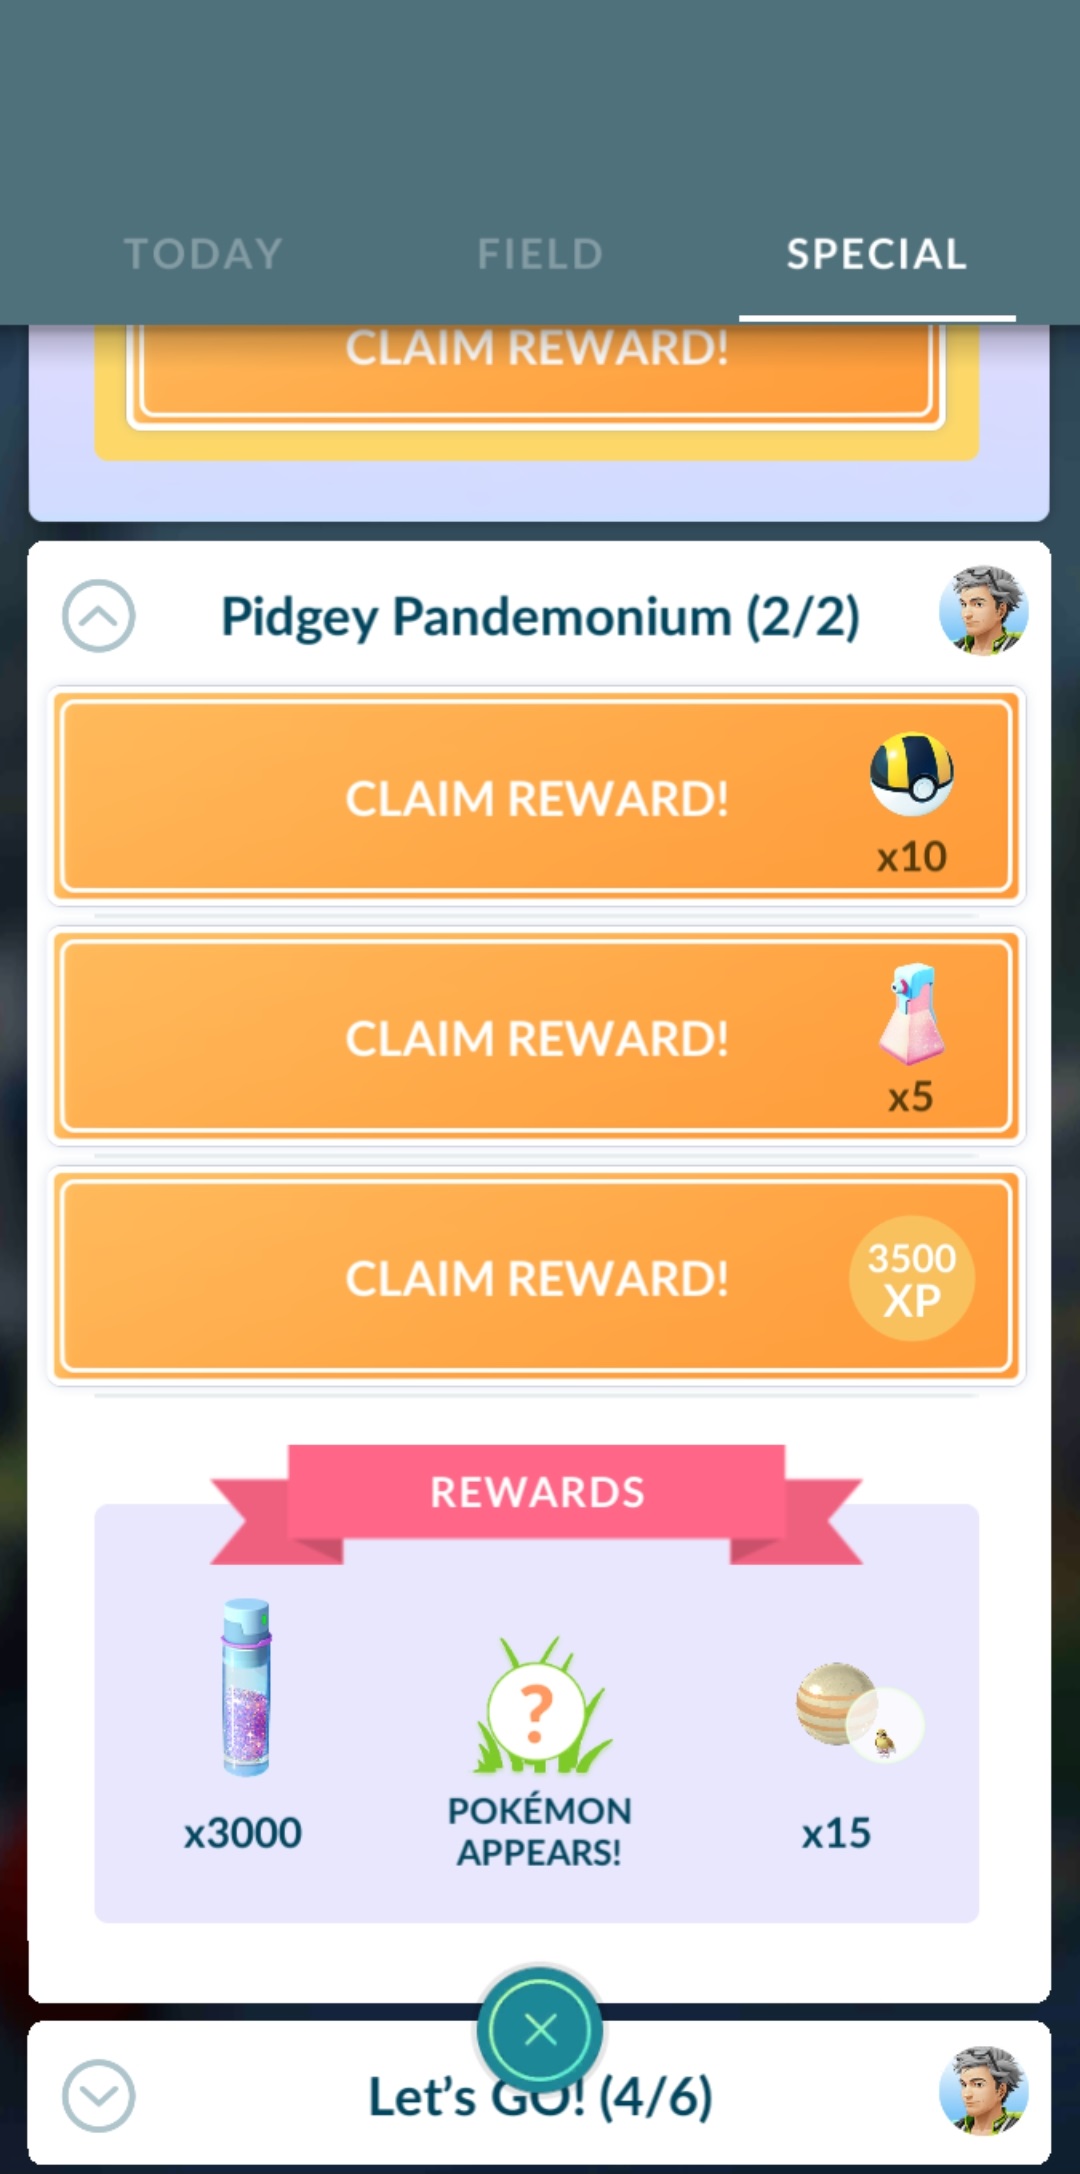 TODAY
FIELD
SPECIAL
CLAIM REWARD!
Pidgey Pandemonium (2/2)
CLAIM REWARD!
x10
CLAIM REWARD!
x5
CLAIM REWARD!
3500
XP
REWARDS
x3000
POKÉMON
APPEARS!
x15
Let's GO! (4/6)